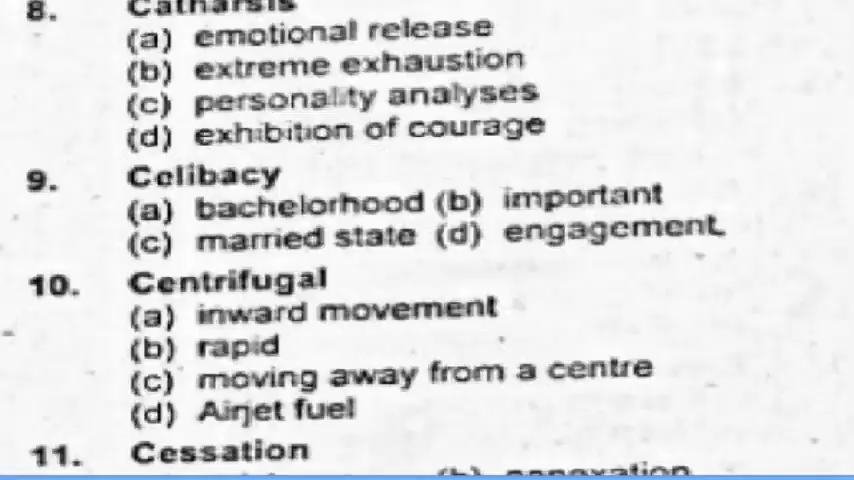 8. Catharsis
(a) emotional release
(b) extreme exhaustion
(c) personality analyses
(d) exhibition of courage
9. Celibacy
(a) bachelorhood (b) important
(c) married state (d) engagement
10. Centrifugal
(a) inward movement
(b) rapid
(c) moving away from a centre
(d) Airjet fuel
11. Cessation
(b) annexation